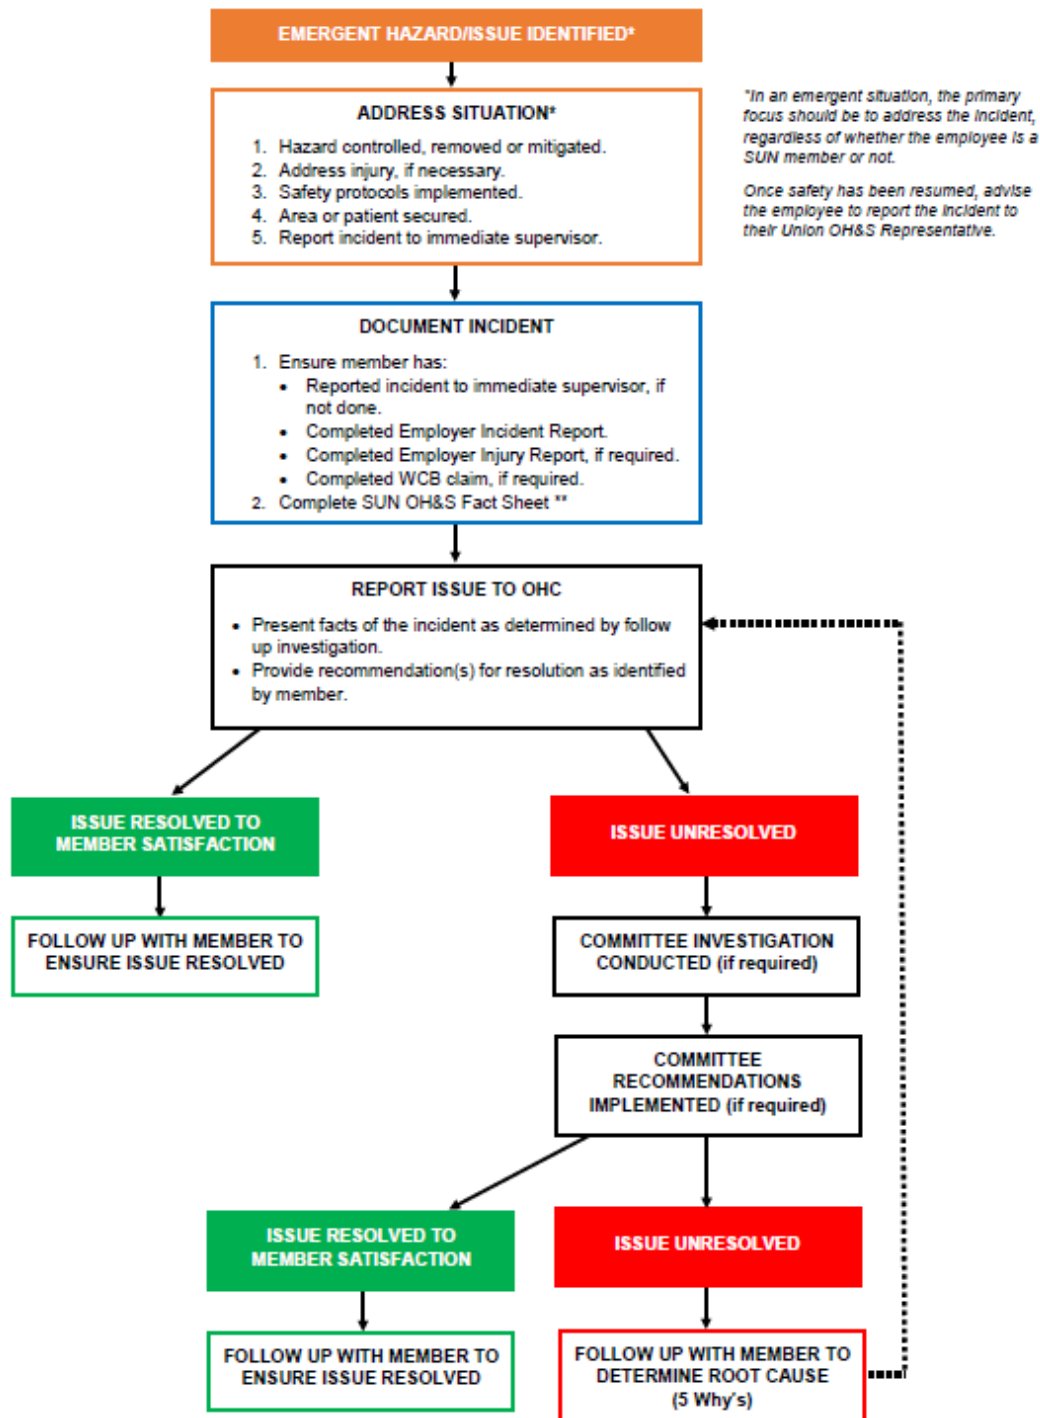 EMERGENT HAZARD/ISSUE IDENTIFIED*
ADDRESS SITUATION*
1. Hazard controlled, removed or mitigated.
2. Address injury, if necessary.
3. Safety protocols implemented.
4. Area or patient secured.
5. Report incident to immediate supervisor.
*In an emergent situation, the primary
focus should be to address the incident,
regardless of whether the employee is a
SUN member or not.
Once safety has been resumed, advise
the employee to report the incident to
their Union OH&S Representative.
DOCUMENT INCIDENT
1. Ensure member has:
• Reported incident to immediate supervisor, if
not done.
• Completed Employer Incident Report.
• Completed Employer Injury Report, if required.
• Completed WCB claim, if required.
2. Complete SUN OH&S Fact Sheet **
REPORT ISSUE TO OHC
• Present facts of the incident as determined by follow
up investigation.
• Provide recommendation(s) for resolution as identified
by member.
ISSUE RESOLVED TO
MEMBER SATISFACTION
ISSUE UNRESOLVED
FOLLOW UP WITH MEMBER TO
ENSURE ISSUE RESOLVED
COMMITTEE INVESTIGATION
CONDUCTED (if required)
COMMITTEE
RECOMMENDATIONS
IMPLEMENTED (if required)
ISSUE RESOLVED TO
MEMBER SATISFACTION
ISSUE UNRESOLVED
FOLLOW UP WITH MEMBER TO
ENSURE ISSUE RESOLVED
FOLLOW UP WITH MEMBER TO
DETERMINE ROOT CAUSE
(5 Why's)